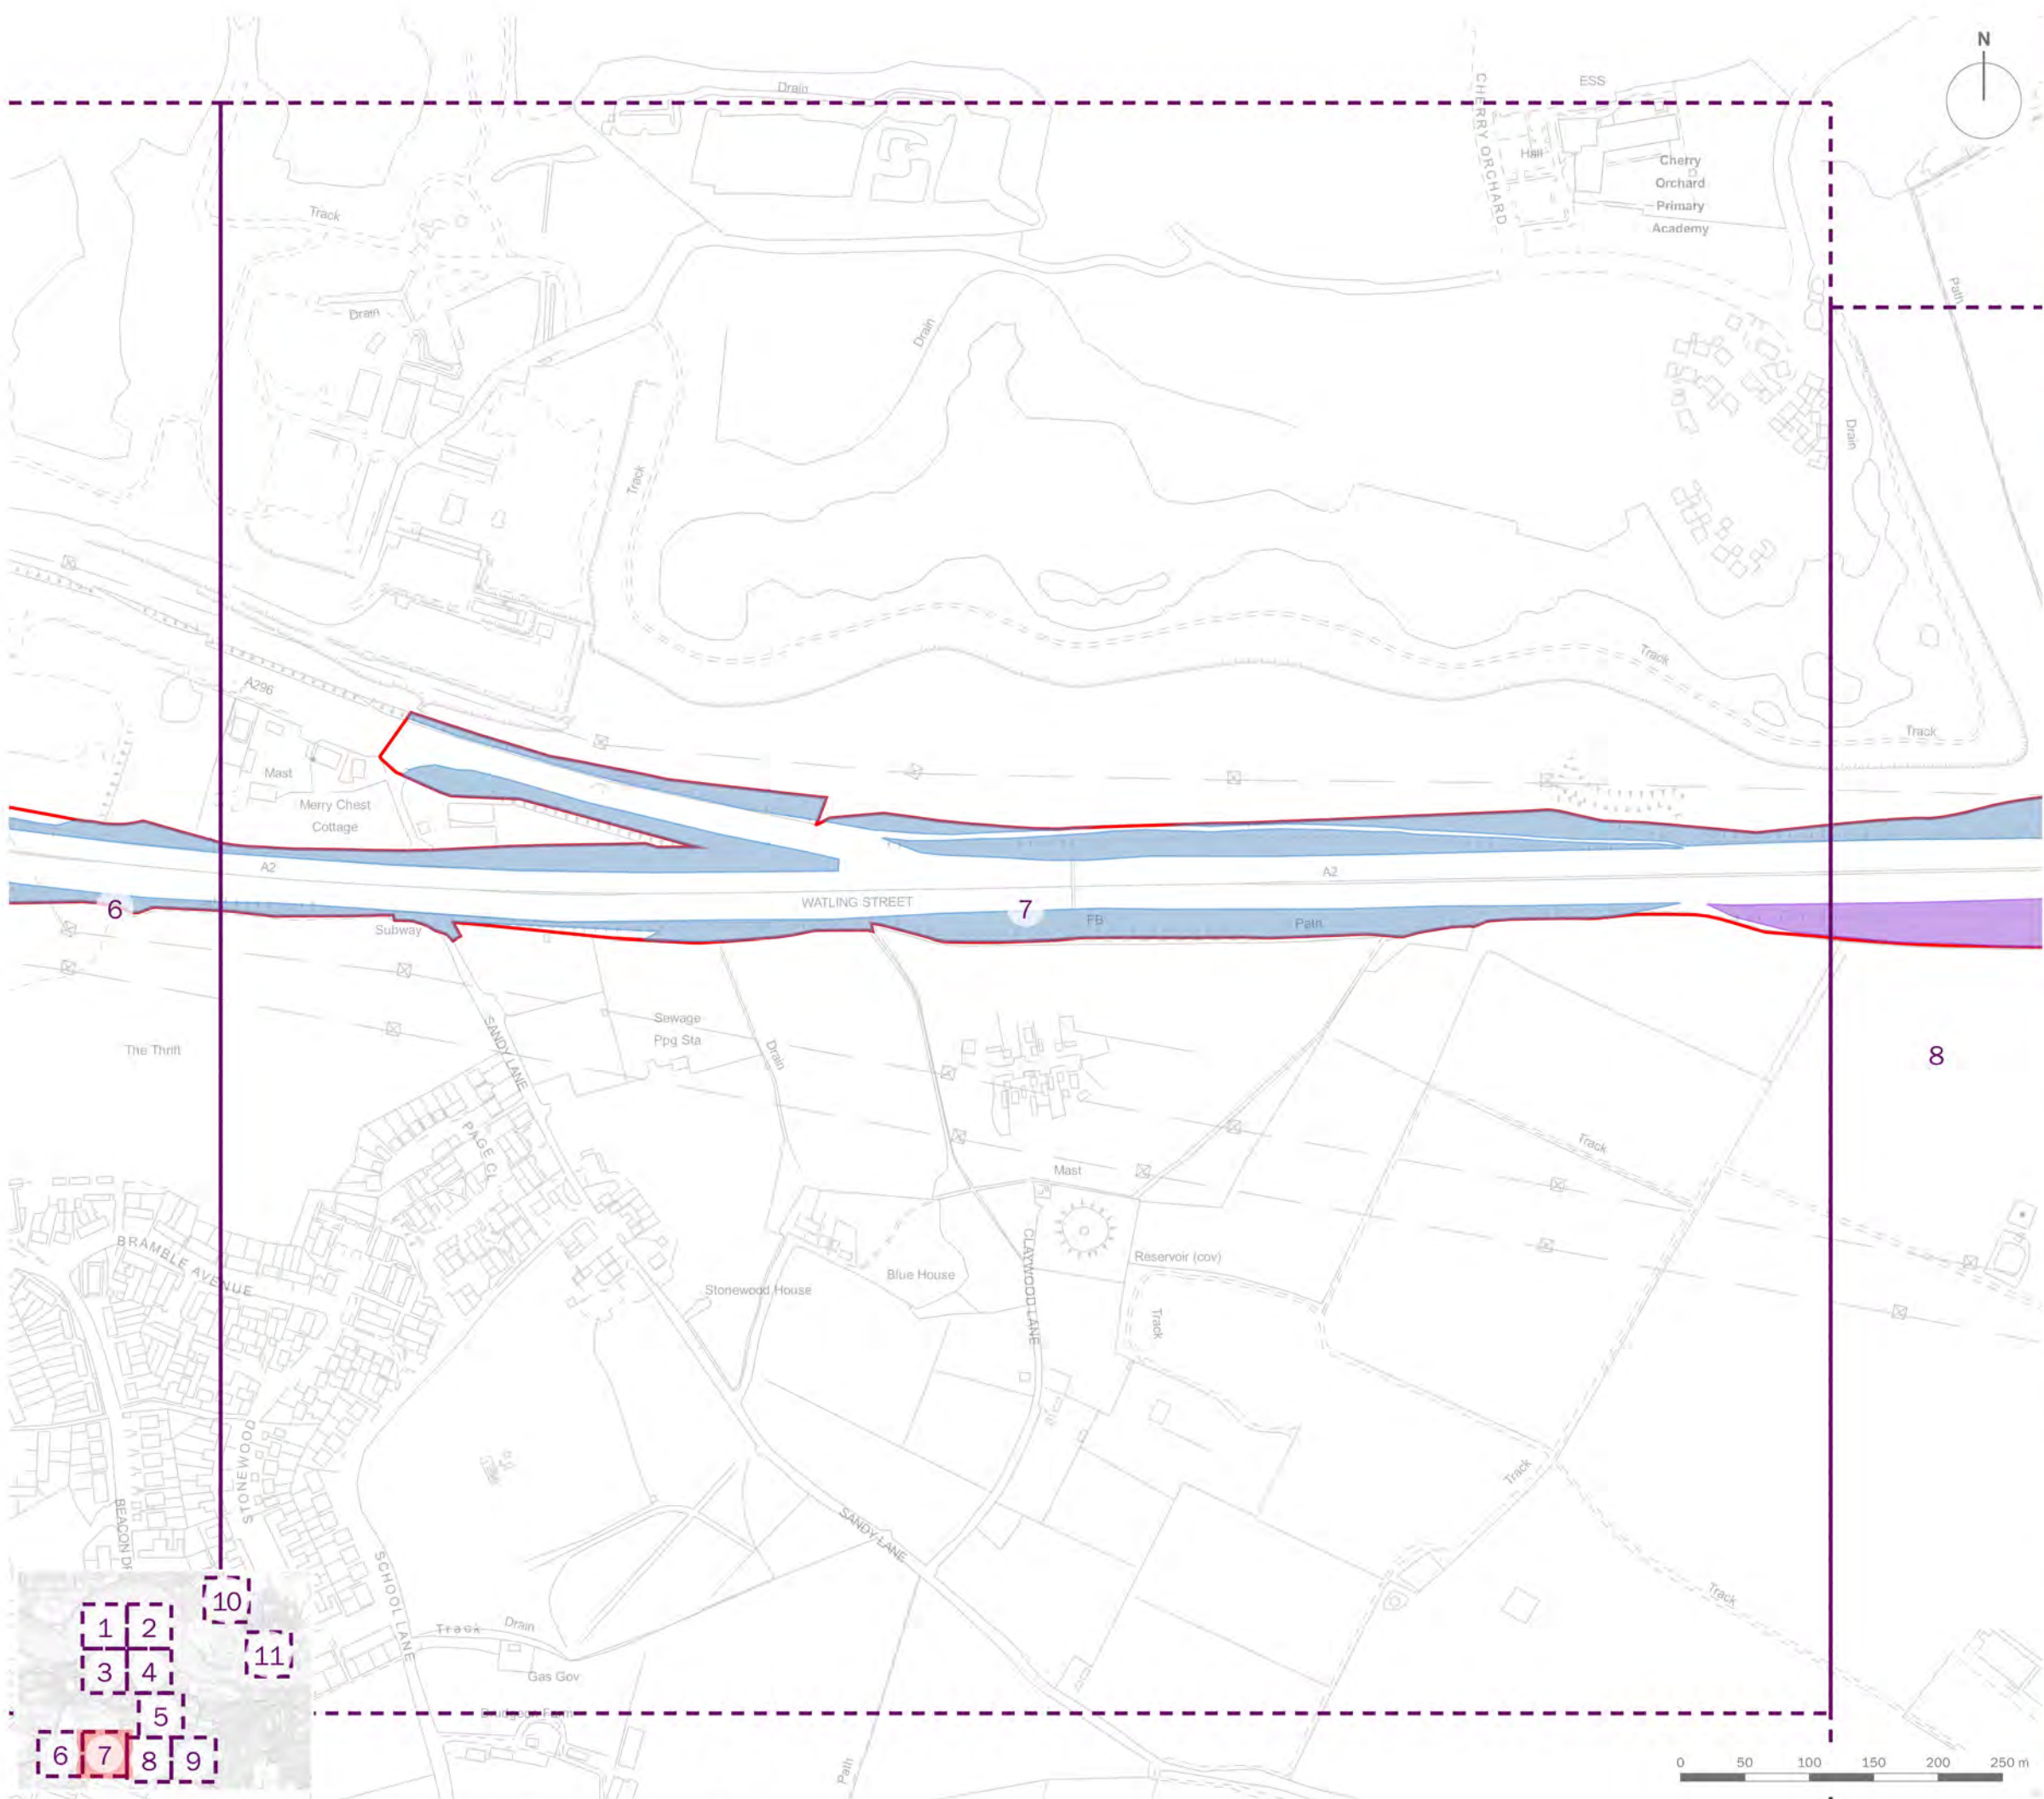 N
Drain
CHERRY ORCHARD
ESS
Hall
Cherry
Orchard
Primary
Academy
Track
Path
Drain
Drain
Drain
Track
Track
A296
Track
Mast
Merry Chest
Cottage
A2
A2
WATLING STREET
6
7
Subway
FB
Path
SANDY LANE
Sewage
Ppg Sta
Drain
The Thrift
8
PAGE CL
Track
Mast
BRAMBLE AVENUE
CLAYWOOD LANE
Reservoir (cov)
Blue House
Stonewood House
Track
STONEWOOD
Track
BEACON DR
SANDY LANE
SCHOOL LANE
Track
10
1
2
Track
Drain
11
3
4
Gas Gov
5
6
7
8
9
Path
0 50 100 150 200 250 m